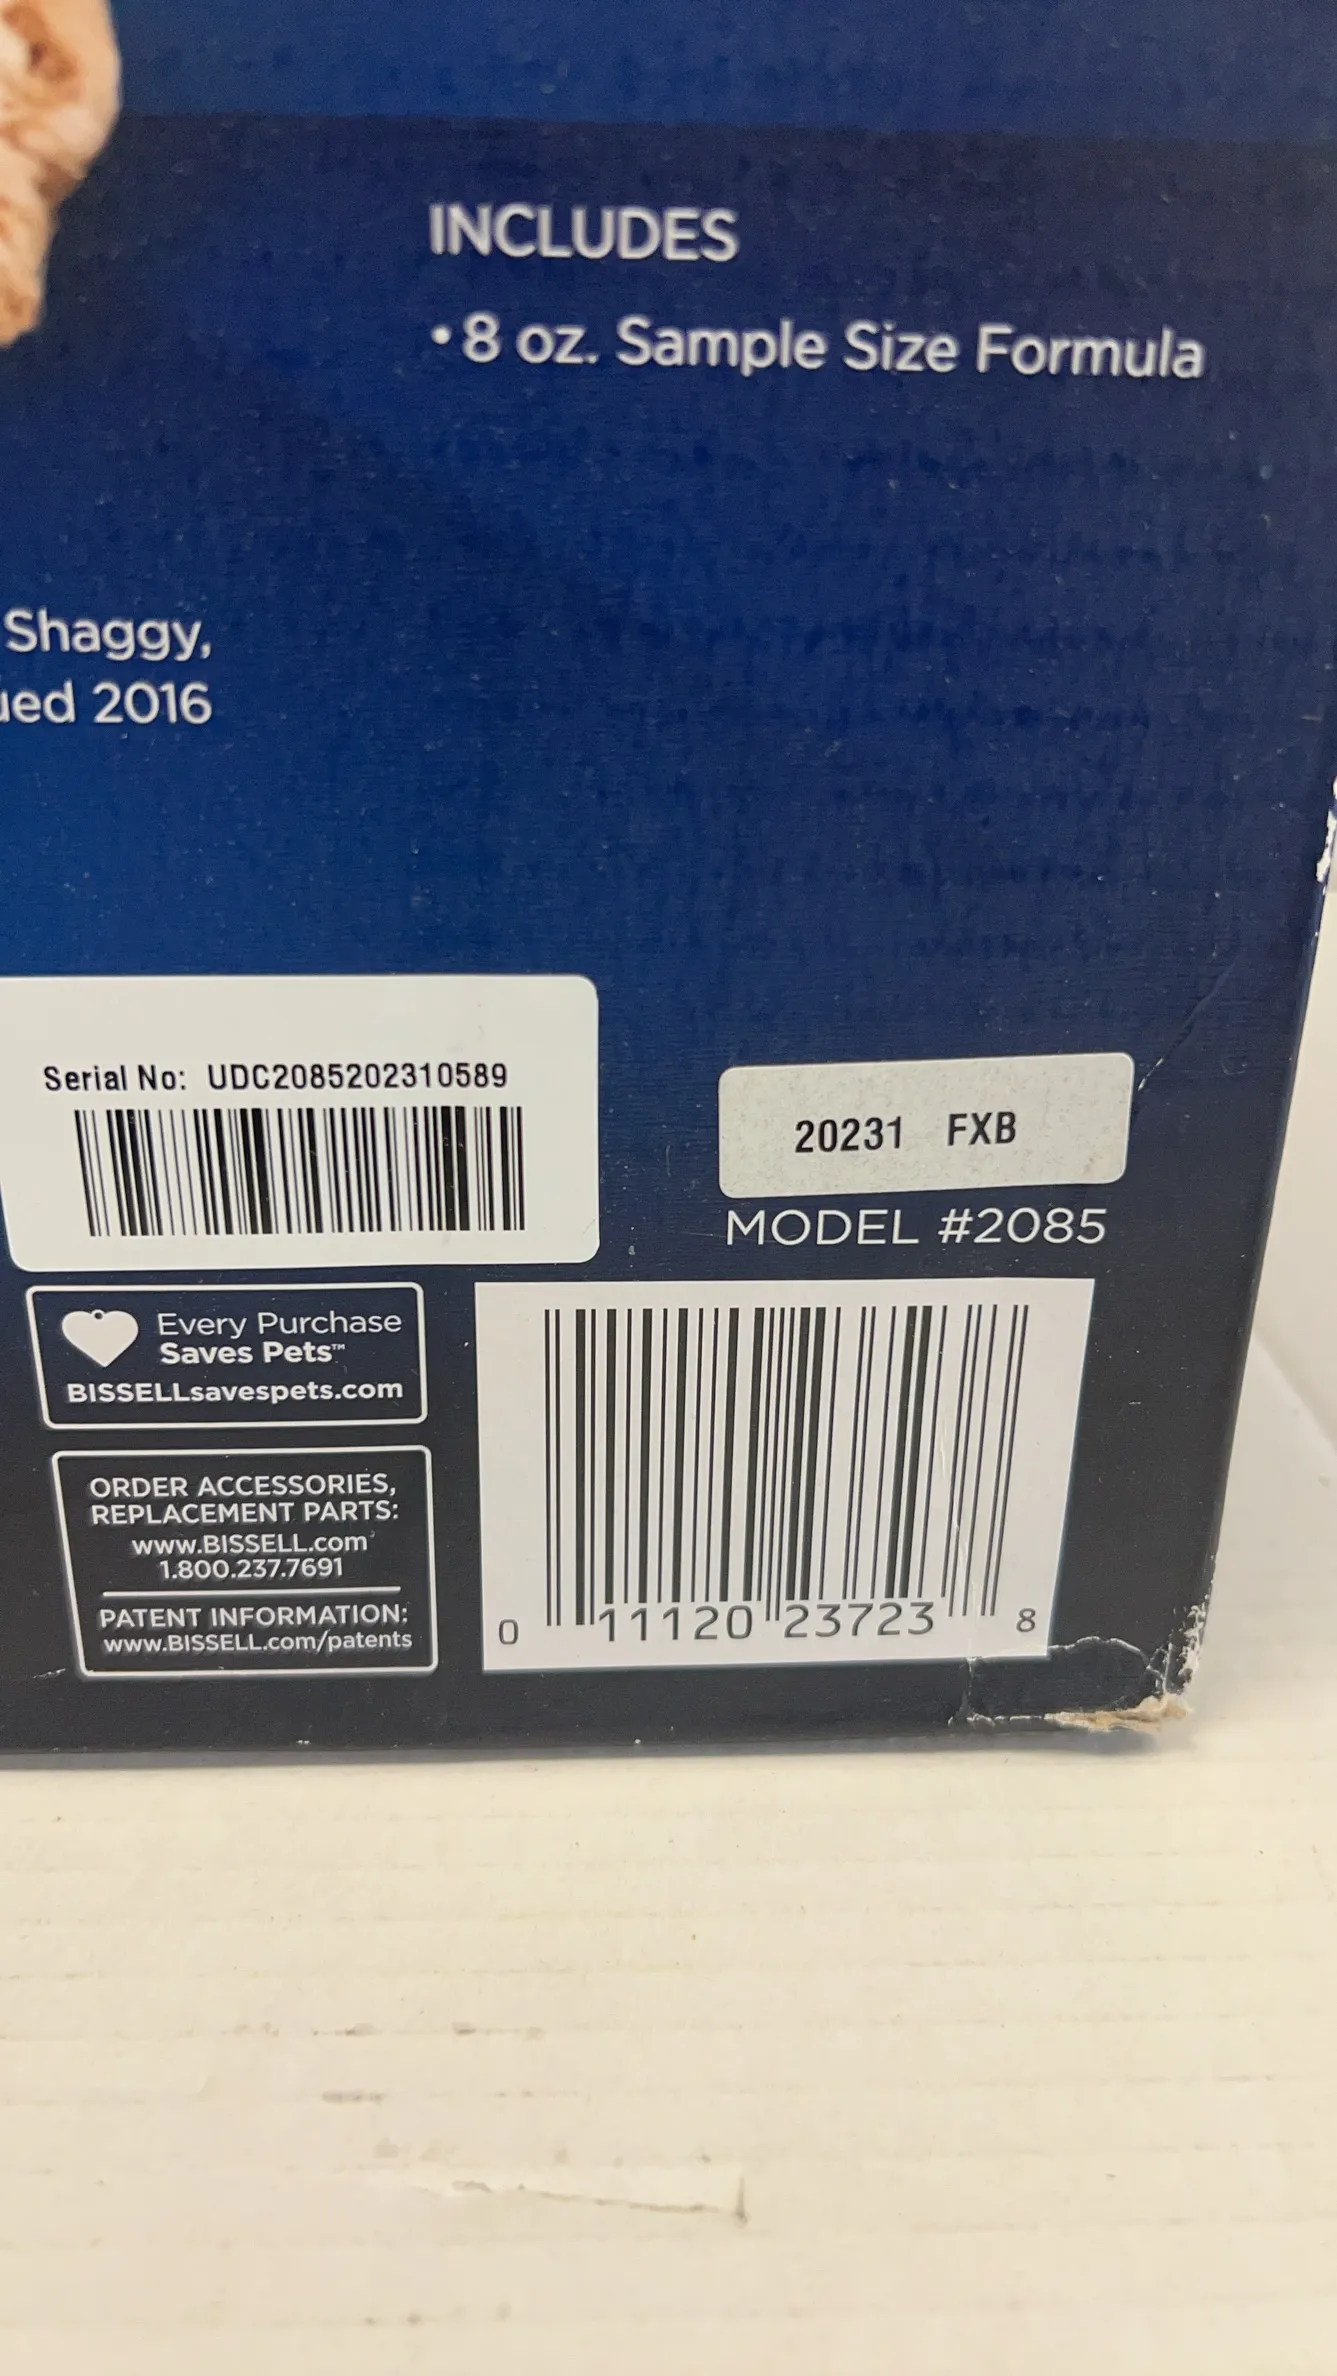 INCLUDES
• 8 oz. Sample Size Formula
Shaggy,
2016
Serial No: UDC2085202310589
20231 FXB
MODEL #2085
Every Purchase
Saves Pets™
BISSELLsavespets.com
ORDER ACCESSORIES,
REPLACEMENT PARTS:
www.BISSELL.com
1.800.237.7691
PATENT INFORMATION:
www.BISSELL.com/patents
0 11120 23723 8